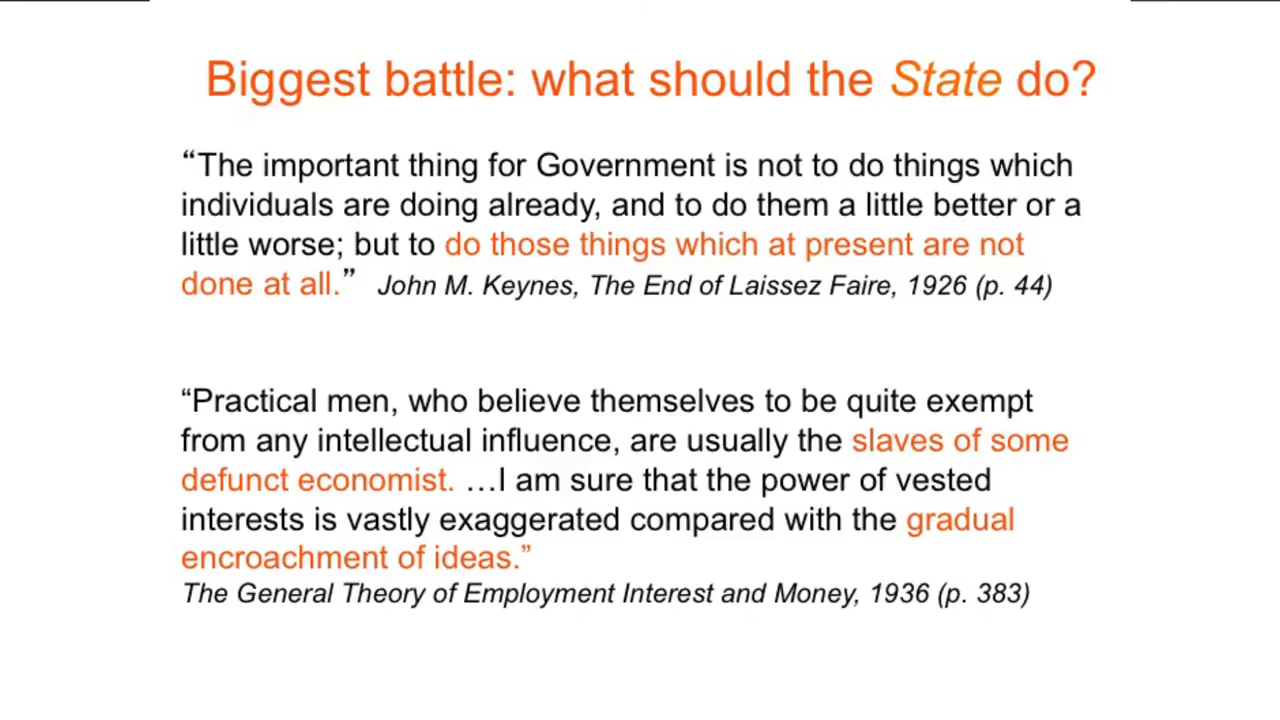 Biggest battle: what should the State do?
“The important thing for Government is not to do things which
individuals are doing already, and to do them a little better or a
little worse; but to do those things which at present are not
done at all.” John M. Keynes, The End of Laissez Faire, 1926 (p. 44)
“Practical men, who believe themselves to be quite exempt
from any intellectual influence, are usually the slaves of some
defunct economist. …I am sure that the power of vested
interests is vastly exaggerated compared with the gradual
encroachment of ideas.”
The General Theory of Employment Interest and Money, 1936 (p. 383)